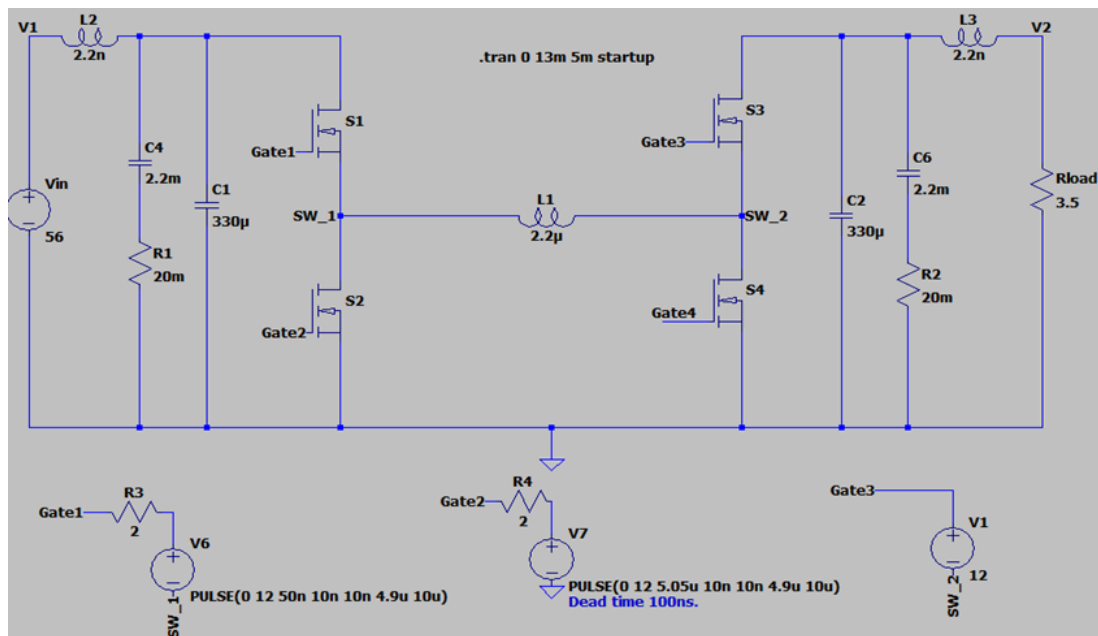 V1
L2
2.2n
.tran 0 13m 5m startup
L3
V2
2.2n
S1
S3
Gate1
Gate3
C4
2.2m
C1
330µ
C6
2.2m
Rload
3.5
Vin
56
SW_1
L1
2.2µ
SW_2
C2
330µ
R1
20m
R2
20m
S2
S4
Gate2
Gate4
Gate1
R3
2
V6
PULSE(0 12 50n 10n 10n 4.9u 10u)
SW_1
Gate2
R4
2
V7
PULSE(0 12 5.05u 10n 10n 4.9u 10u)
Dead time 100ns.
Gate3
V1
12
SW_2